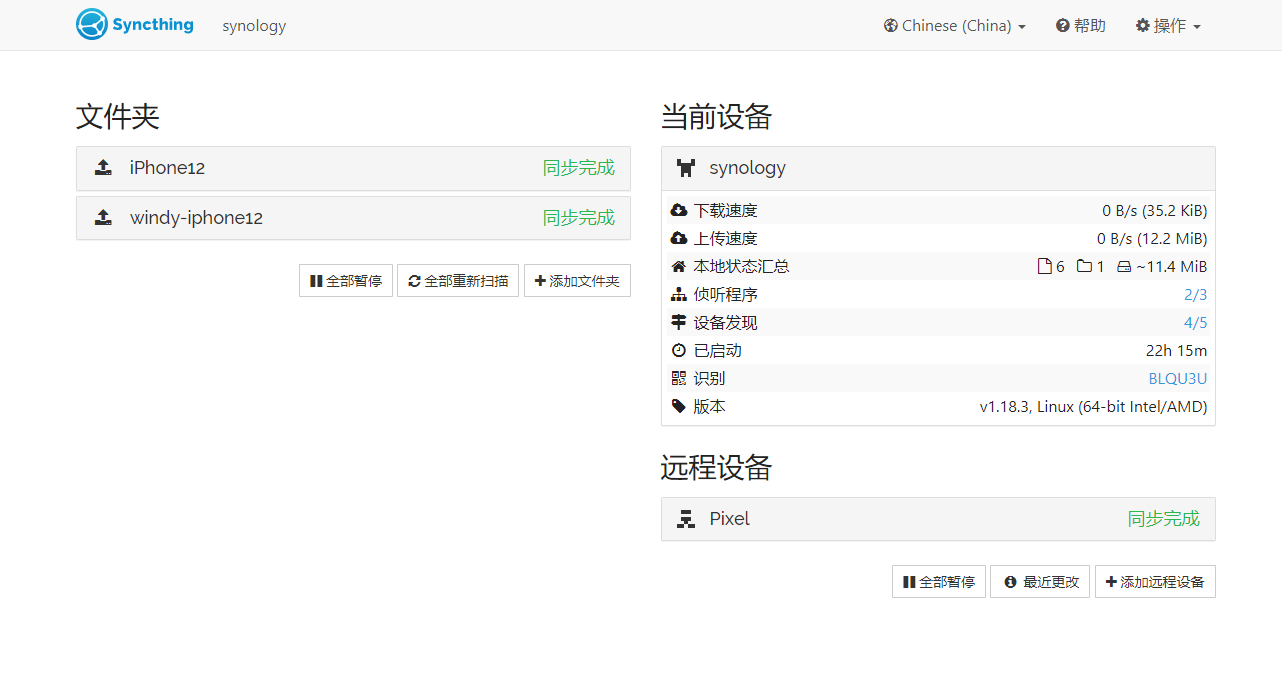 Syncthing synology Chinese (China) 帮助 操作
文件夹
iPhone12 同步完成
windy-iphone12 同步完成
全部暂停 全部重新扫描 添加文件夹
当前设备
synology
下载速度 0 B/s (35.2 KiB)
上传速度 0 B/s (12.2 MiB)
本地状态汇总 6 1 ~11.4 MiB
侦听程序 2/3
设备发现 4/5
已启动 22h 15m
识别 BLQU3U
版本 v1.18.3, Linux (64-bit Intel/AMD)
远程设备
Pixel 同步完成
全部暂停 最近更改 添加远程设备